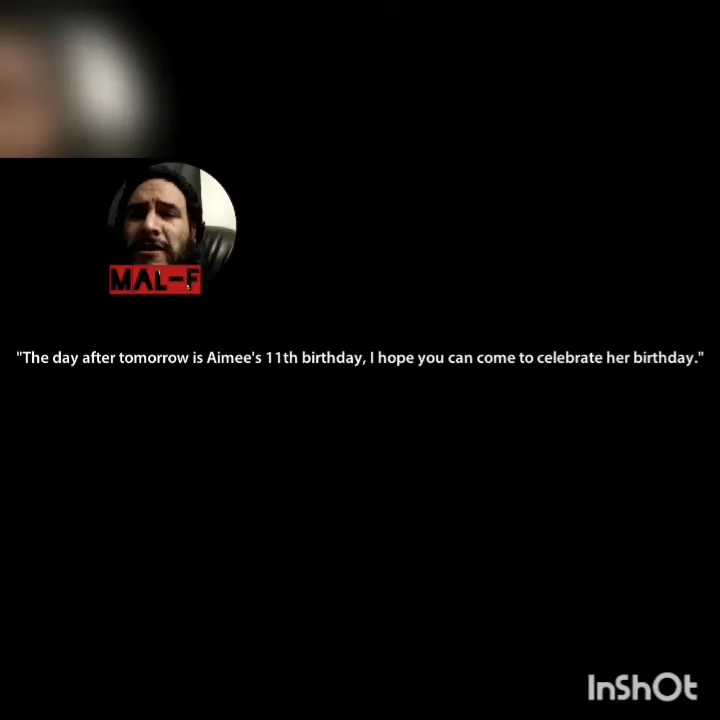 MAL-F
"The day after tomorrow is Aimee's 11th birthday, I hope you can come to celebrate her birthday."
InShOt